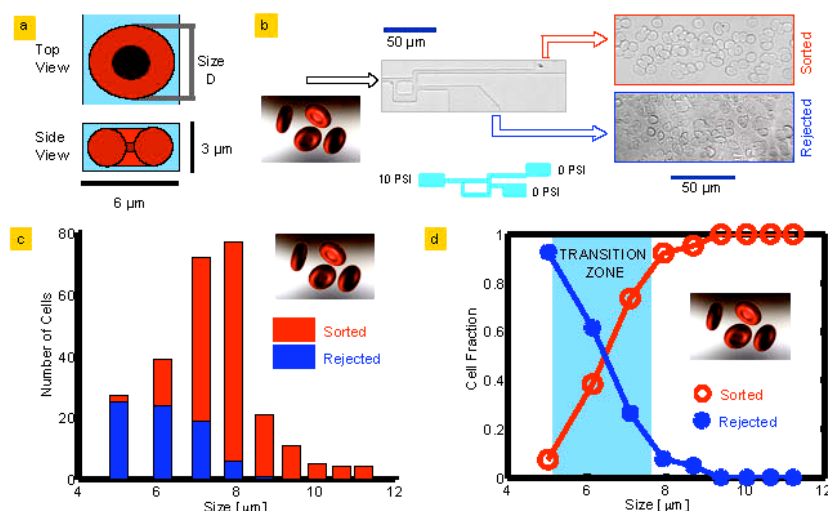 a
Top
View
Size
D
Side
View
3 µm
6 µm
b
50 µm
Sorted
Rejected
10 PSI
0 PSI
0 PSI
50 µm
c
80
60
40
20
0
Number of Cells
Sorted
Rejected
4 6 8 10 12
Size [ µm]
d
1
0.8
0.6
0.4
0.2
0
Cell Fraction
TRANSITION
ZONE
Sorted
Rejected
4 6 8 10 12
Size [ µm]